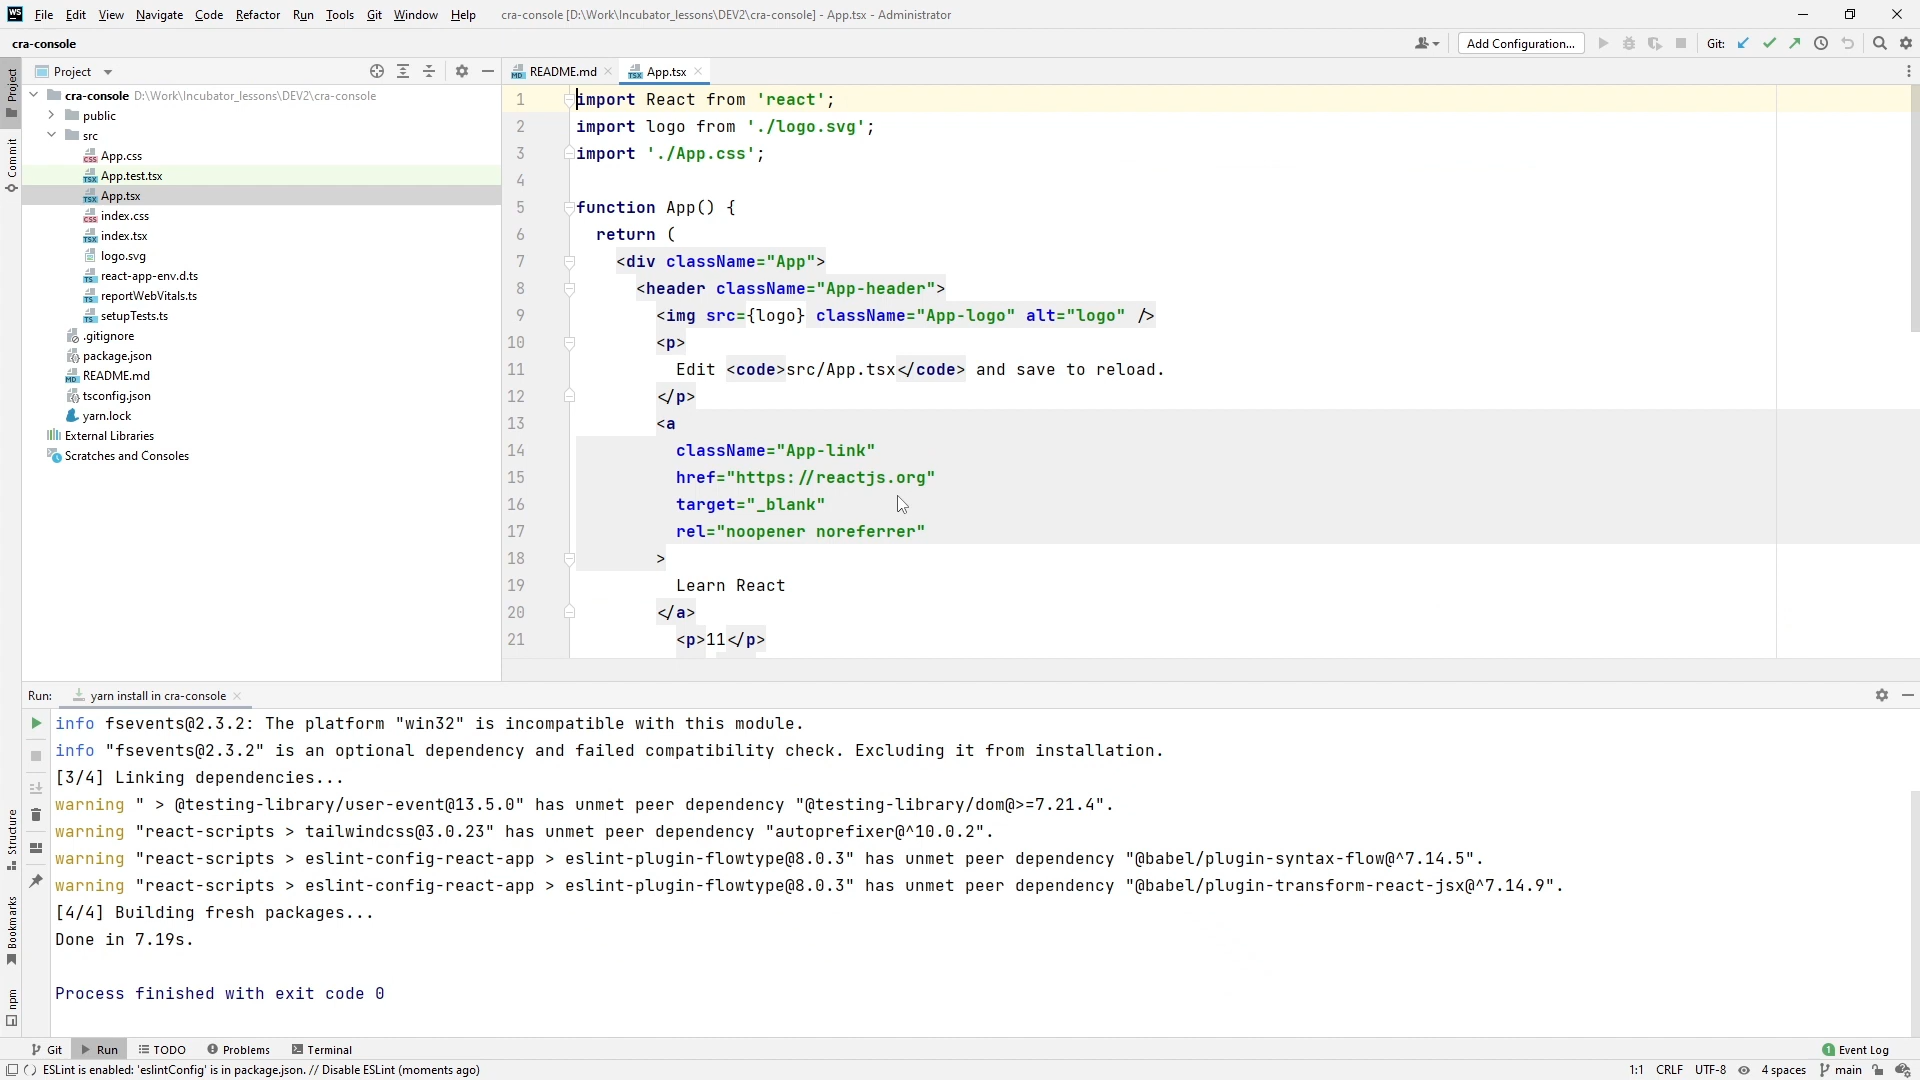 WS File Edit View Navigate Code Refactor Run Tools Git Window Help cra-console [D:\Work\Incubator_lessons\DEV2\cra-console] - App.tsx - Administrator
cra-console Add Configuration... Git:
Project
README.md App.tsx
cra-console D:\Work\Incubator_lessons\DEV2\cra-console
public
src
App.css
App.test.tsx
App.tsx
index.css
index.tsx
logo.svg
react-app-env.d.ts
reportWebVitals.ts
setupTests.ts
.gitignore
package.json
README.md
tsconfig.json
yarn.lock
External Libraries
Scratches and Consoles
Project
Commit
Structure
Bookmarks
npm
1 import React from 'react';
2 import logo from './logo.svg';
3 import './App.css';
4
5 function App() {
6 return (
7 <div className="App">
8 <header className="App-header">
9 <img src={logo} className="App-logo" alt="logo" />
10 <p>
11 Edit <code>src/App.tsx</code> and save to reload.
12 </p>
13 <a
14 className="App-link"
15 href="https://reactjs.org"
16 target="_blank"
17 rel="noopener noreferrer"
18 >
19 Learn React
20 </a>
21 <p>11</p>
Run: yarn install in cra-console
info fsevents@2.3.2: The platform "win32" is incompatible with this module.
info "fsevents@2.3.2" is an optional dependency and failed compatibility check. Excluding it from installation.
[3/4] Linking dependencies...
warning " > @testing-library/user-event@13.5.0" has unmet peer dependency "@testing-library/dom@>=7.21.4".
warning "react-scripts > tailwindcss@3.0.23" has unmet peer dependency "autoprefixer@^10.0.2".
warning "react-scripts > eslint-config-react-app > eslint-plugin-flowtype@8.0.3" has unmet peer dependency "@babel/plugin-syntax-flow@^7.14.5".
warning "react-scripts > eslint-config-react-app > eslint-plugin-flowtype@8.0.3" has unmet peer dependency "@babel/plugin-transform-react-jsx@^7.14.9".
[4/4] Building fresh packages...
Done in 7.19s.
Process finished with exit code 0
Git Run TODO Problems Terminal 1 Event Log
ESLint is enabled: 'eslintConfig' is in package.json. // Disable ESLint (moments ago) 1:1 CRLF UTF-8 4 spaces main